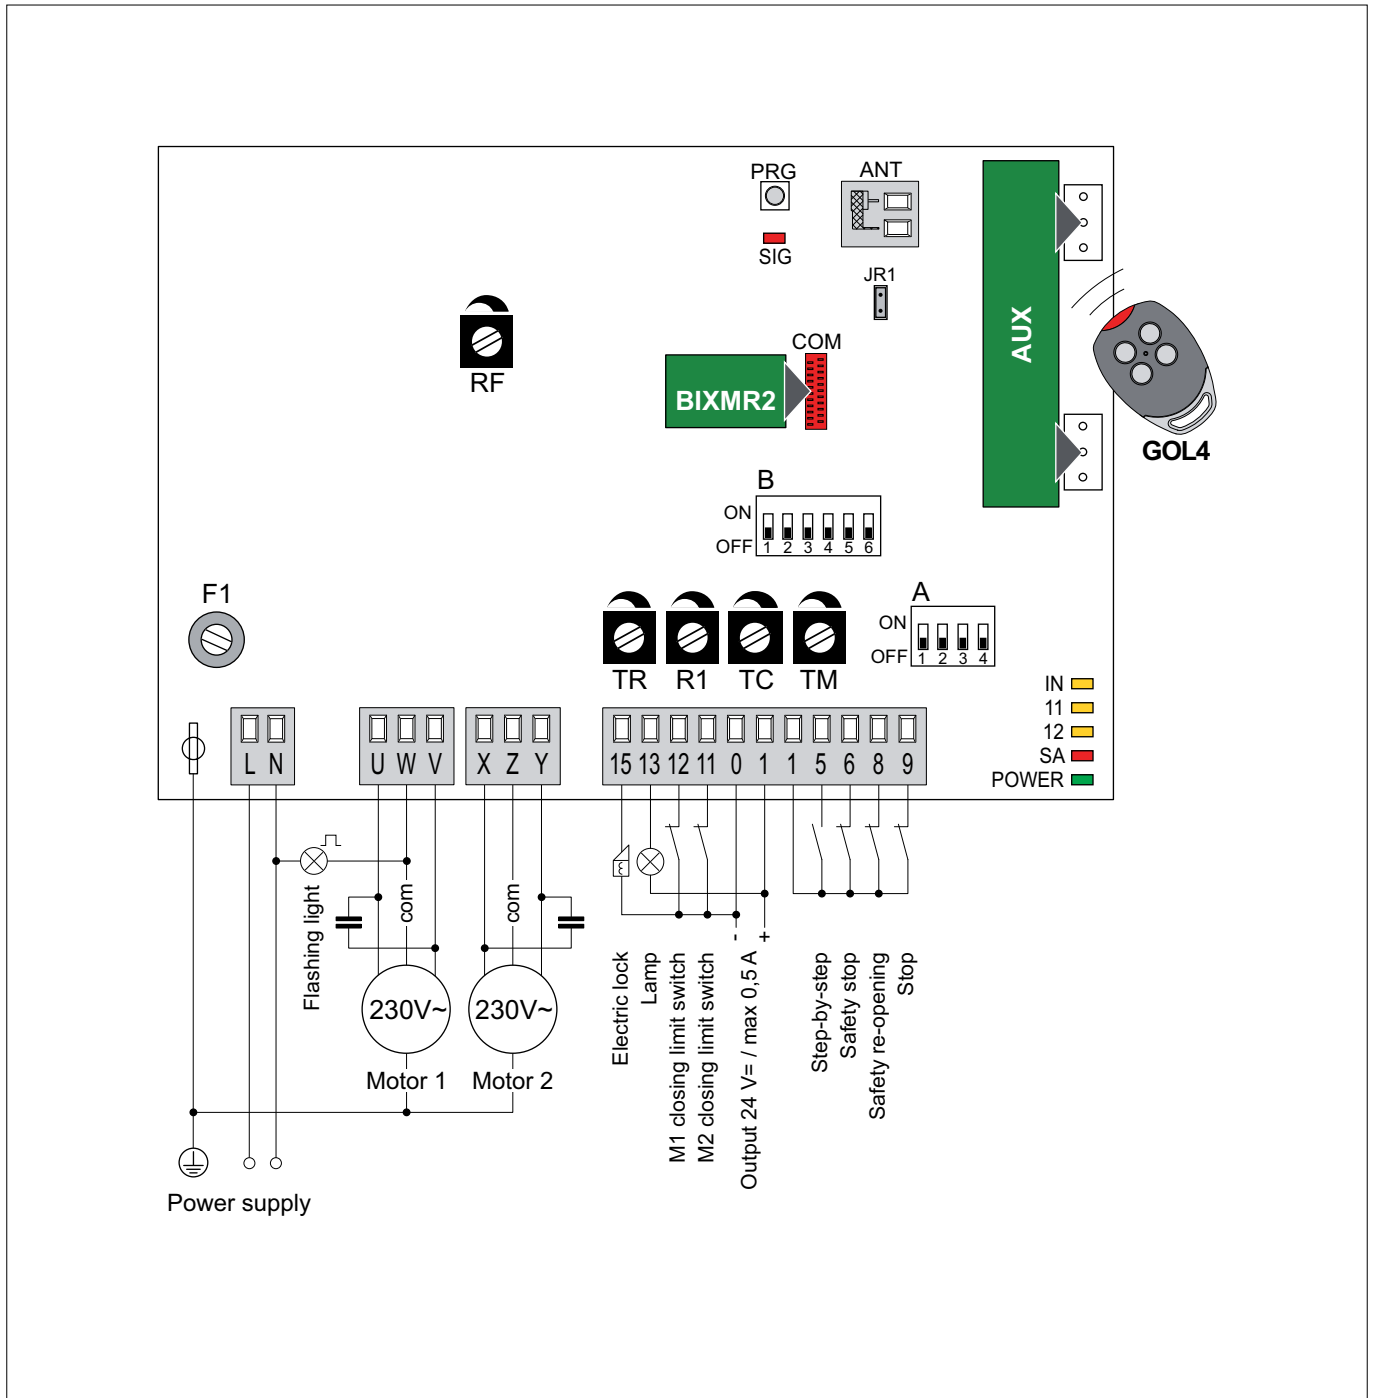 PRG
ANT
SIG
JR1
RF
COM
BIXMR2
AUX
GOL4
B
ON
OFF
1 2 3 4 5 6
F1
A
ON
OFF
1 2 3 4
TR R1 TC TM
IN
11
12
SA
POWER
L N
U W V
X Z Y
15 13 12 11 0 1 1 5 6 8 9
Flashing light
com
com
- +
230V~
230V~
Motor 1
Motor 2
Electric lock
Lamp
M1 closing limit switch
M2 closing limit switch
Output 24 V= / max 0,5 A
Step-by-step
Safety stop
Safety re-opening
Stop
Power supply